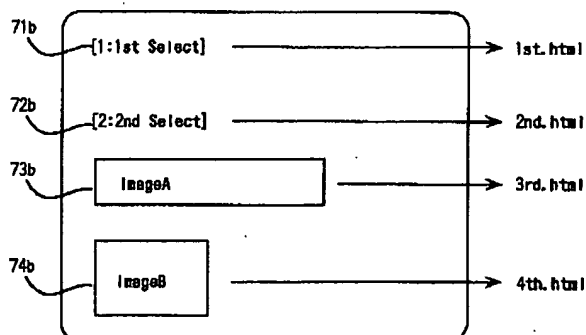 71b [1:1st Select] 1st.html
72b [2:2nd Select] 2nd.html
73b ImageA 3rd.html
74b ImageB 4th.html